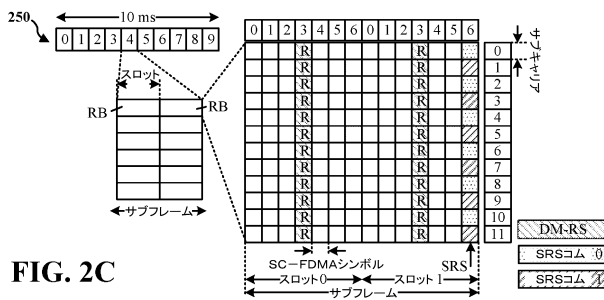 250
10 ms
0 1 2 3 4 5 6 7 8 9
スロット
RB RB
サブフレーム
0 1 2 3 4 5 6 0 1 2 3 4 5 6
R R 0
R R 1
R R 2
R R 3
R R 4
R R 5
R R 6
R R 7
R R 8
R R 9
R R 10
R R 11
サブキャリア
SC-FDMAシンボル
SRS
スロット0 スロット1
サブフレーム
DM-RS
SRSコム 0
SRSコム 1
FIG. 2C